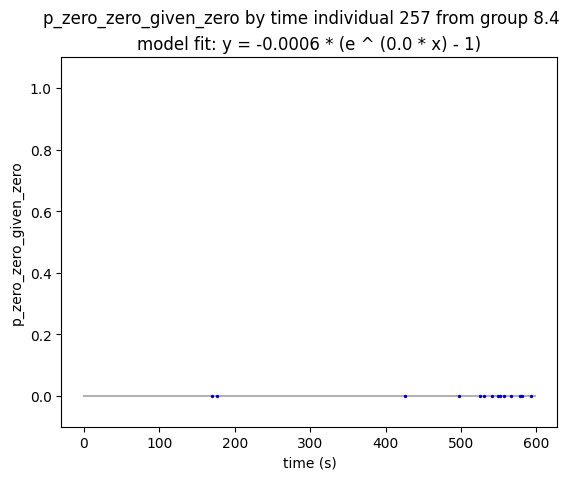 p_zero_zero_given_zero by time individual 257 from group 8.4
model fit: y = -0.0006 * (e ^ (0.0 * x) - 1)
1.0
0.8
0.6
0.4
0.2
0.0
p_zero_zero_given_zero
0 100 200 300 400 500 600
time (s)